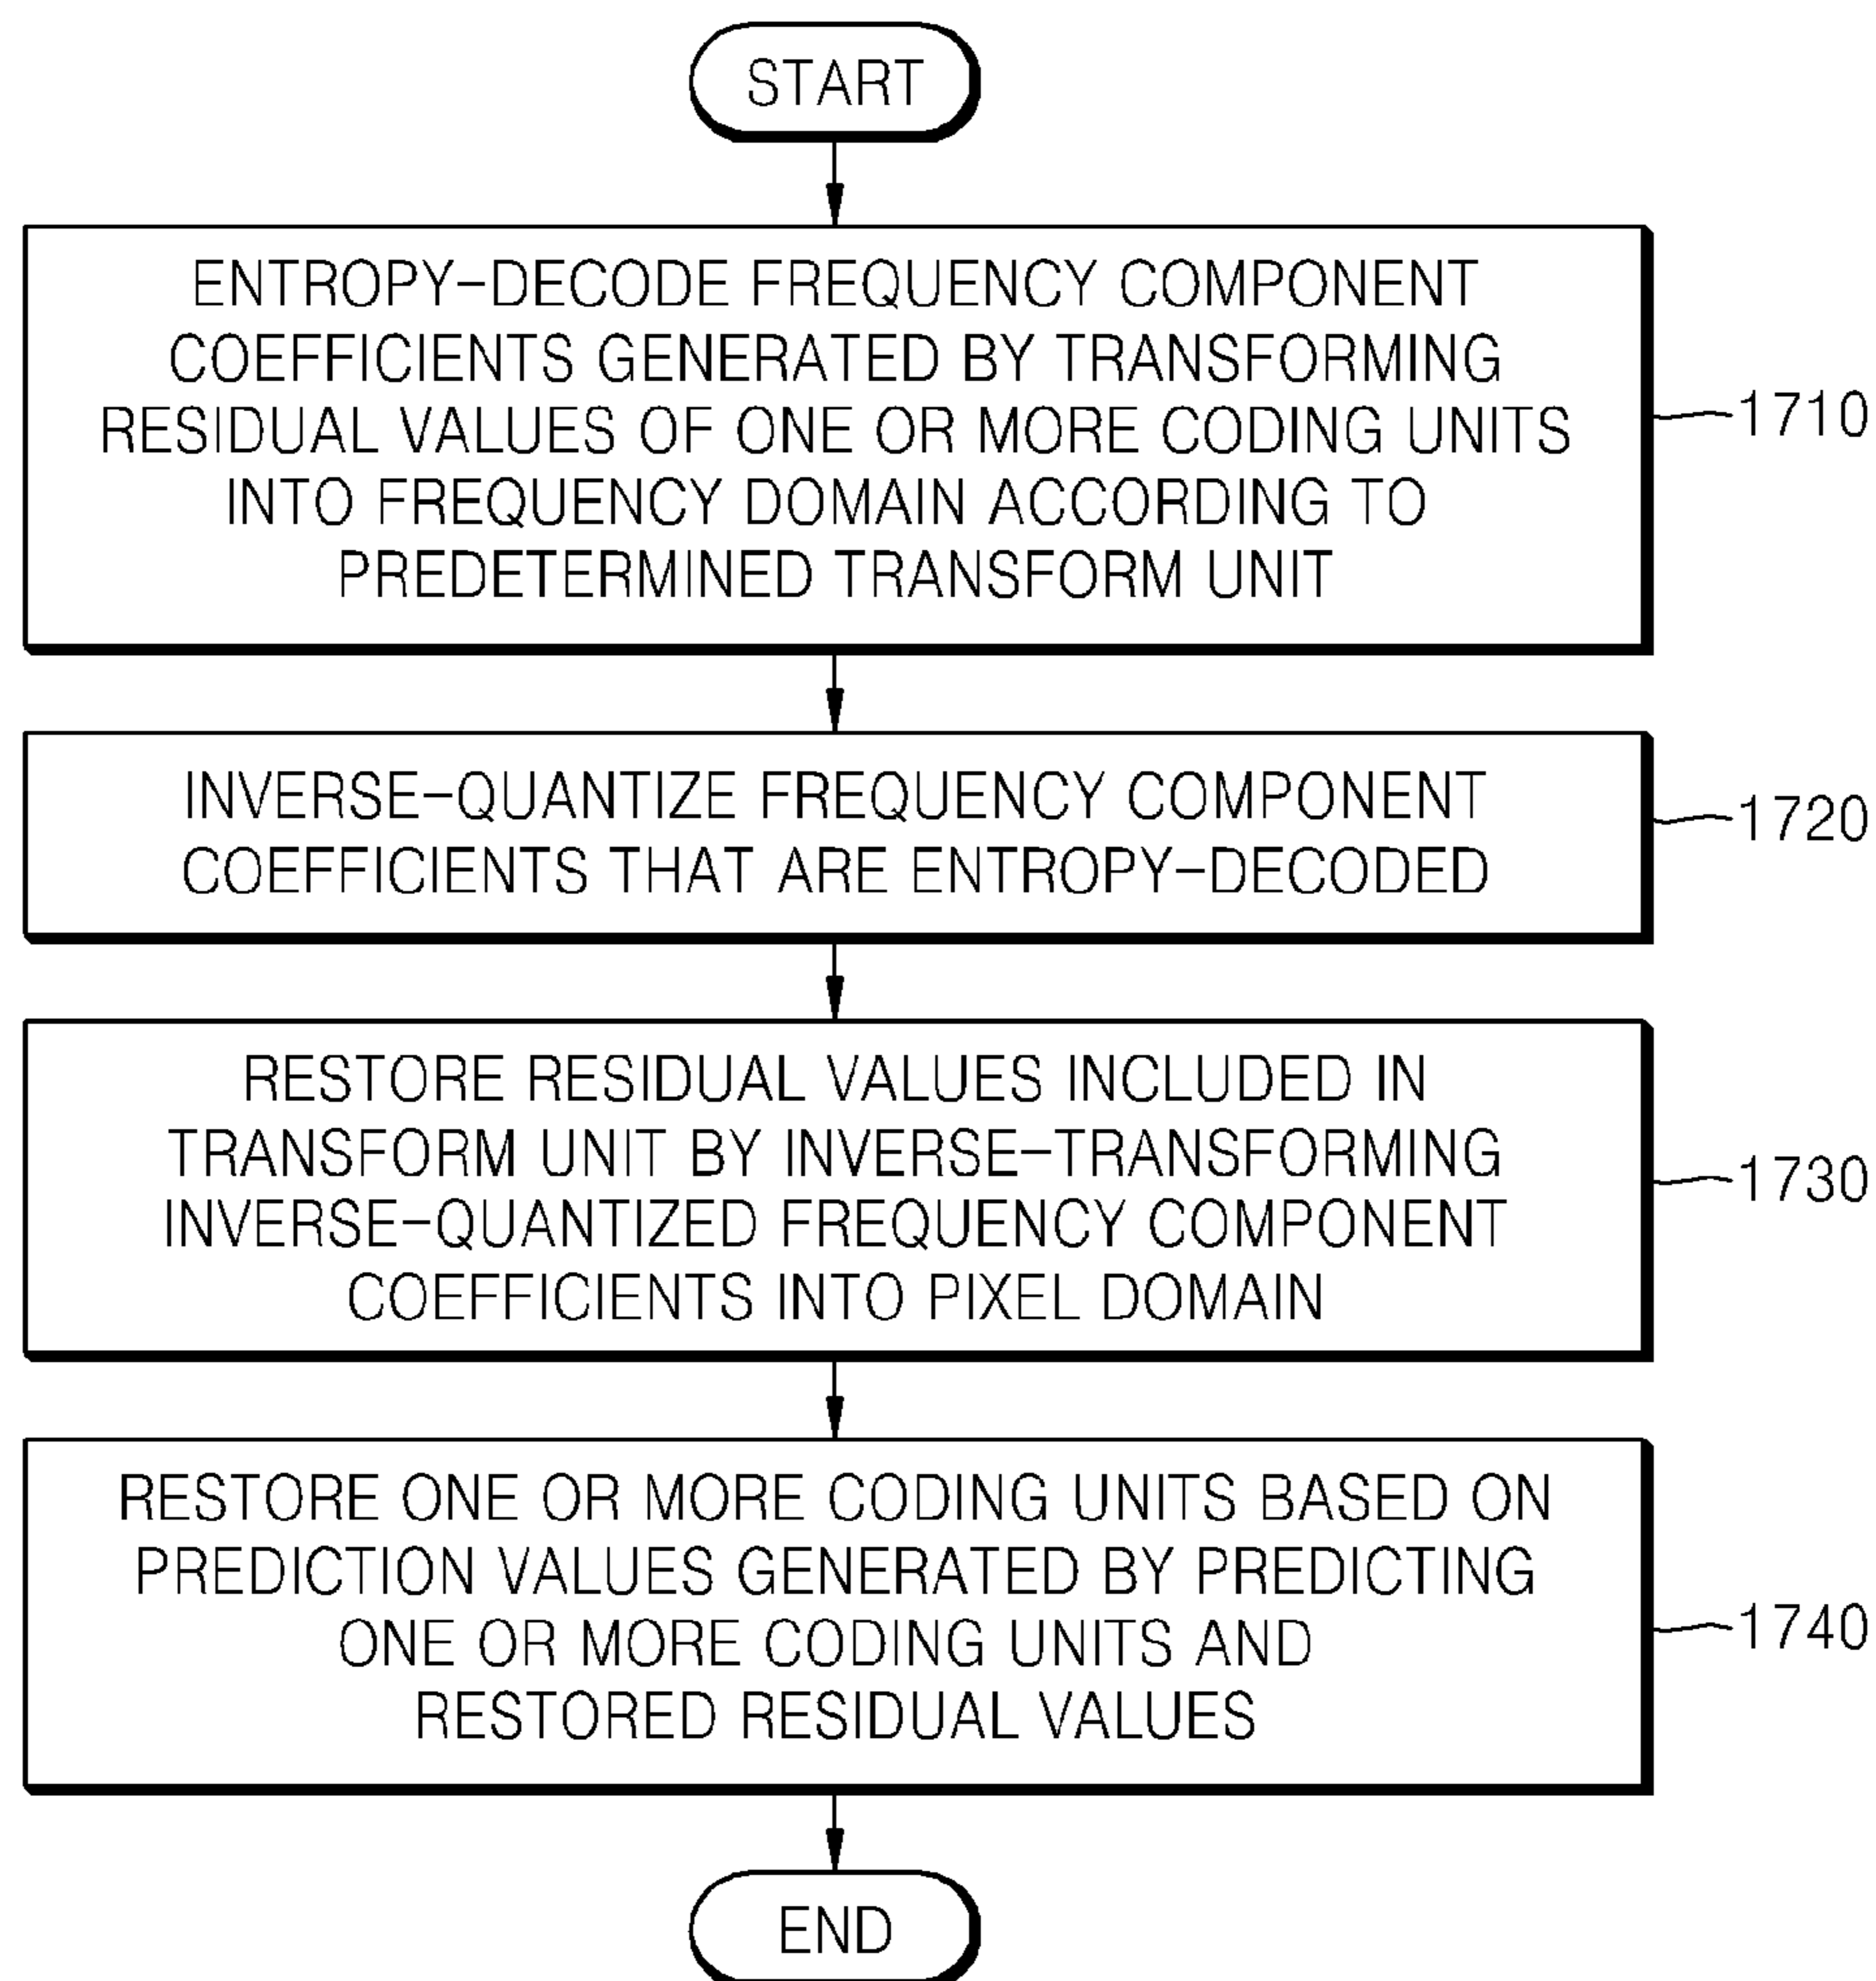 START
ENTROPY-DECODE FREQUENCY COMPONENT
COEFFICIENTS GENERATED BY TRANSFORMING
RESIDUAL VALUES OF ONE OR MORE CODING UNITS
INTO FREQUENCY DOMAIN ACCORDING TO
PREDETERMINED TRANSFORM UNIT
1710
INVERSE-QUANTIZE FREQUENCY COMPONENT
COEFFICIENTS THAT ARE ENTROPY-DECODED
1720
RESTORE RESIDUAL VALUES INCLUDED IN
TRANSFORM UNIT BY INVERSE-TRANSFORMING
INVERSE-QUANTIZED FREQUENCY COMPONENT
COEFFICIENTS INTO PIXEL DOMAIN
1730
RESTORE ONE OR MORE CODING UNITS BASED ON
PREDICTION VALUES GENERATED BY PREDICTING
ONE OR MORE CODING UNITS AND
RESTORED RESIDUAL VALUES
1740
END